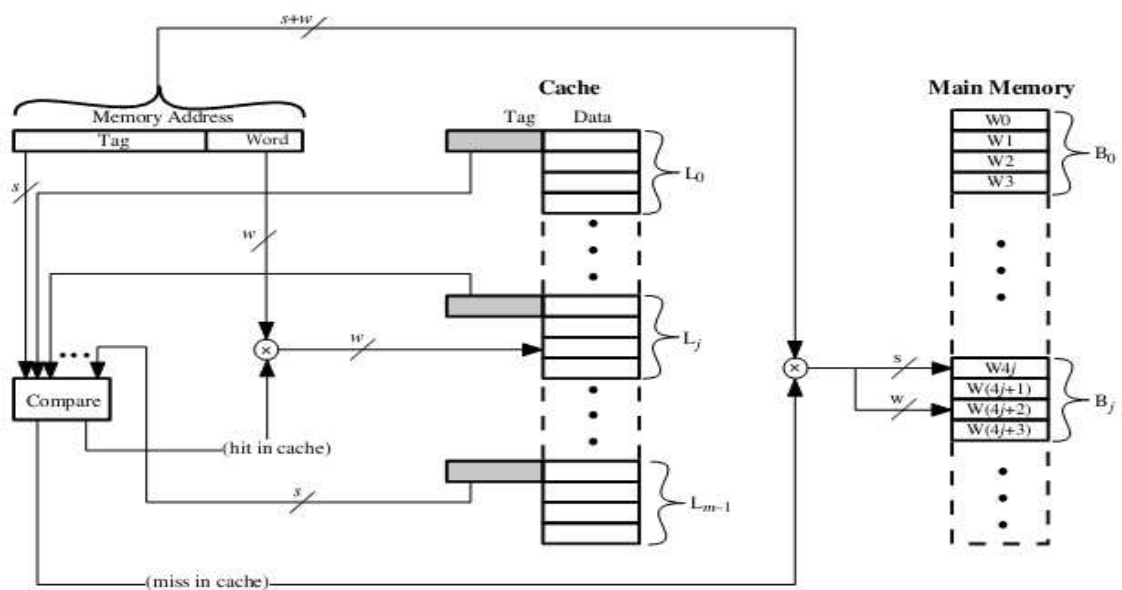 s+w
Cache
Main Memory
Memory Address
Tag Data
Tag Word
W0
W1
W2
W3
B0
L0
s
w
Lj
w
s
w
W4j
W(4j+1)
W(4j+2)
W(4j+3)
Bj
Compare
(hit in cache)
s
Lm–1
(miss in cache)